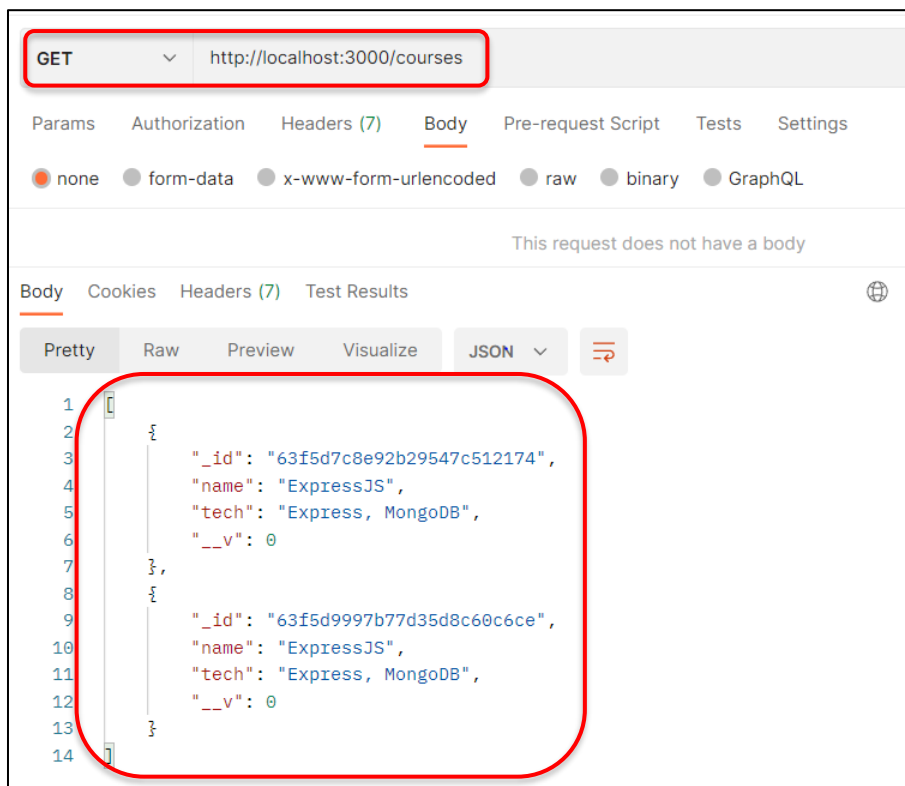 GET http://localhost:3000/courses
Params Authorization Headers (7) Body Pre-request Script Tests Settings
none form-data x-www-form-urlencoded raw binary GraphQL
This request does not have a body
Body Cookies Headers (7) Test Results
Pretty Raw Preview Visualize JSON
1 [
2 {
3 "_id": "63f5d7c8e92b29547c512174",
4 "name": "ExpressJS",
5 "tech": "Express, MongoDB",
6 "__v": 0
7 },
8 {
9 "_id": "63f5d9997b77d35d8c60c6ce",
10 "name": "ExpressJS",
11 "tech": "Express, MongoDB",
12 "__v": 0
13 }
14 ]